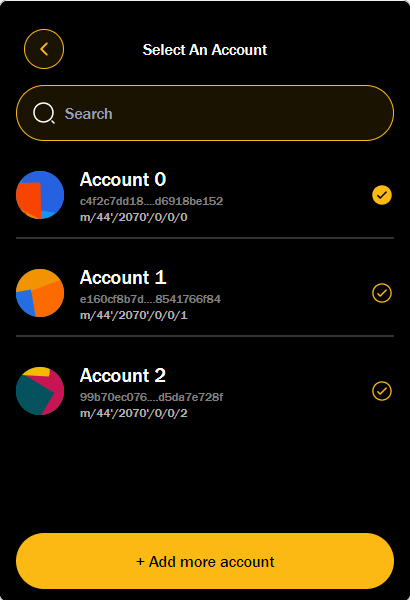 Select An Account
Search
Account 0
c4f2c7dd18....d6918be152
m/44'/2070'/0/0/0
Account 1
e160cf8b7d....8541766f84
m/44'/2070'/0/0/1
Account 2
99b70ec076....d5da7e728f
m/44'/2070'/0/0/2
+ Add more account